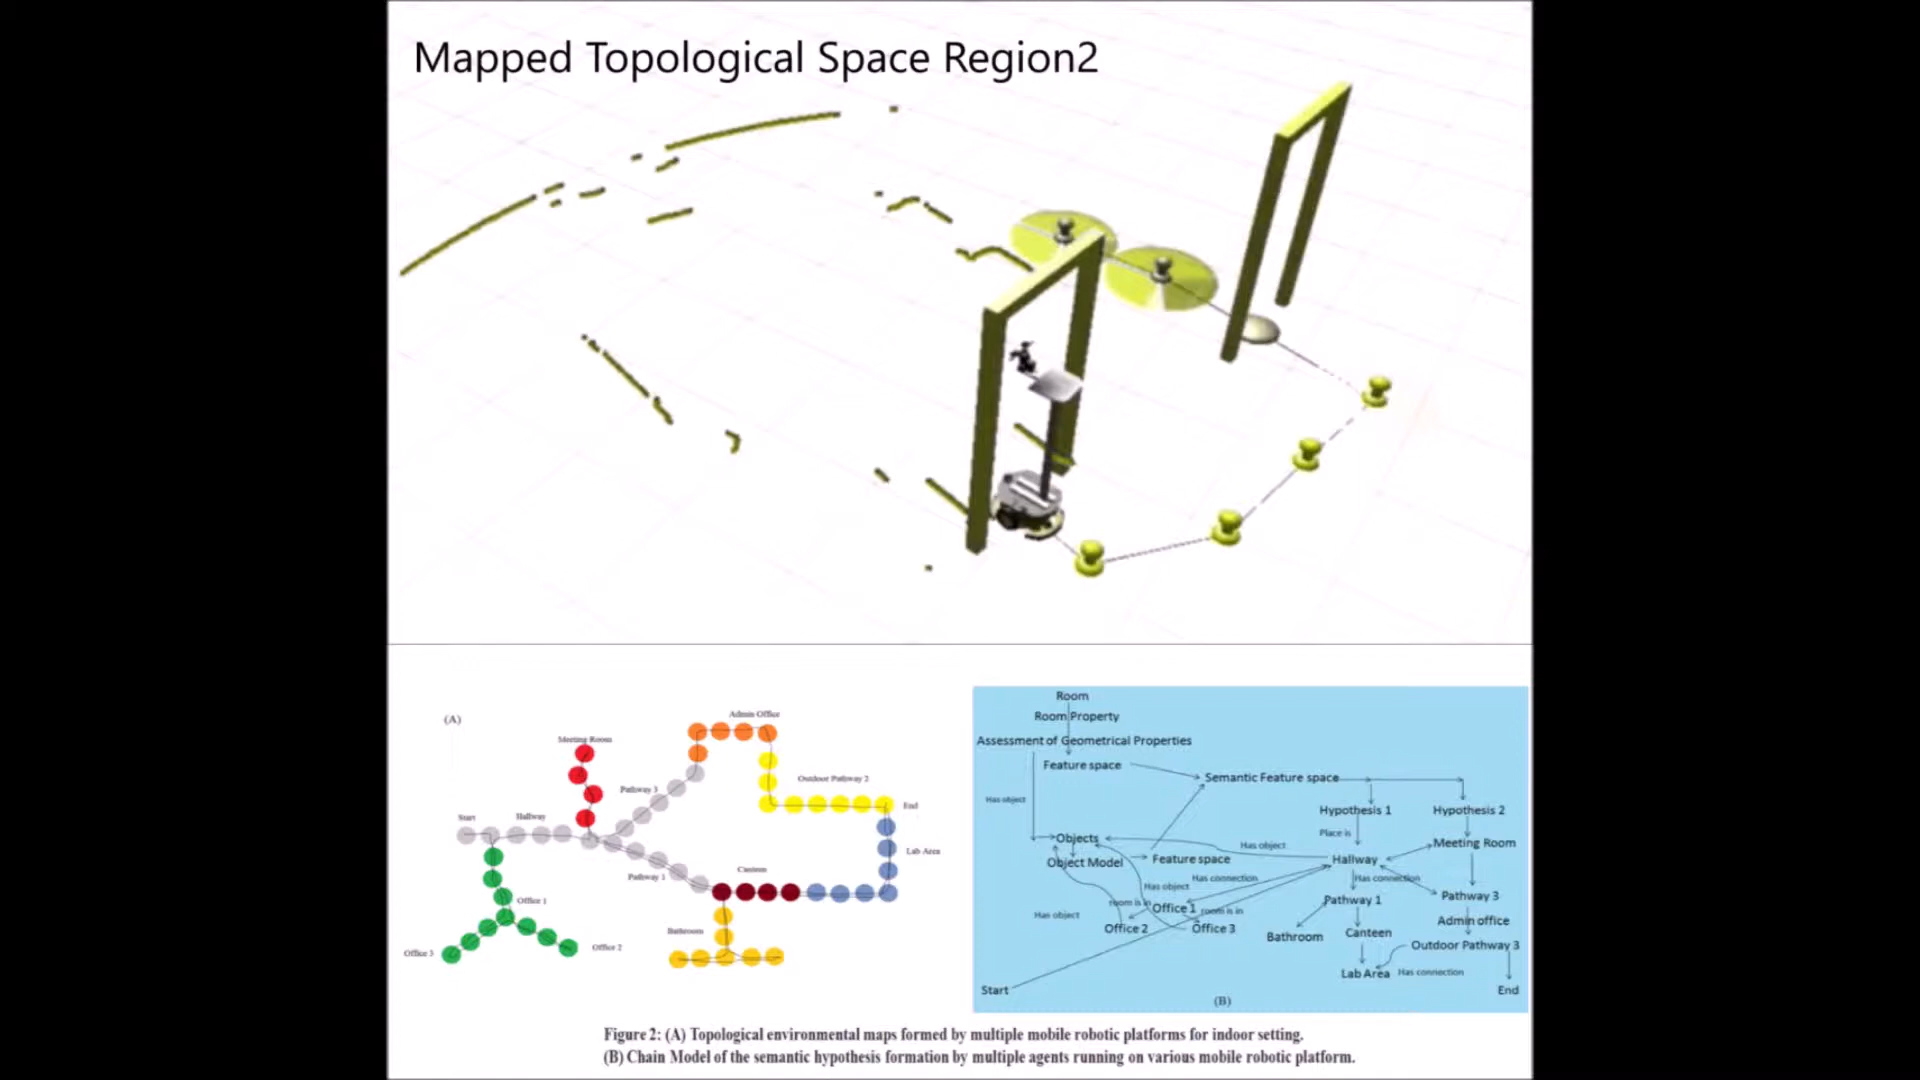 Mapped Topological Space Region2
(A)
Admin Office
Meeting Room
Pathway 3
Outdoor Pathway 2
Start
Hallway
End
Lab Area
Pathway 1
Canteen
Office 1
Bathroom
Office 2
Office 3
Room
Room Property
Assessment of Geometrical Properties
Feature space
Semantic Feature space
Has object
Hypothesis 1
Hypothesis 2
Place is
Objects
Has object
Meeting Room
Object Model
Feature space
Hallway
Has connection
Has connection
Has object
Pathway 1
Pathway 3
room is in
Office 1
room is in
Has object
Admin office
Office 2
Office 3
Bathroom
Canteen
Outdoor Pathway 3
Lab Area
Has connection
Start
End
(B)
Figure 2: (A) Topological environmental maps formed by multiple mobile robotic platforms for indoor setting.
(B) Chain Model of the semantic hypothesis formation by multiple agents running on various mobile robotic platform.